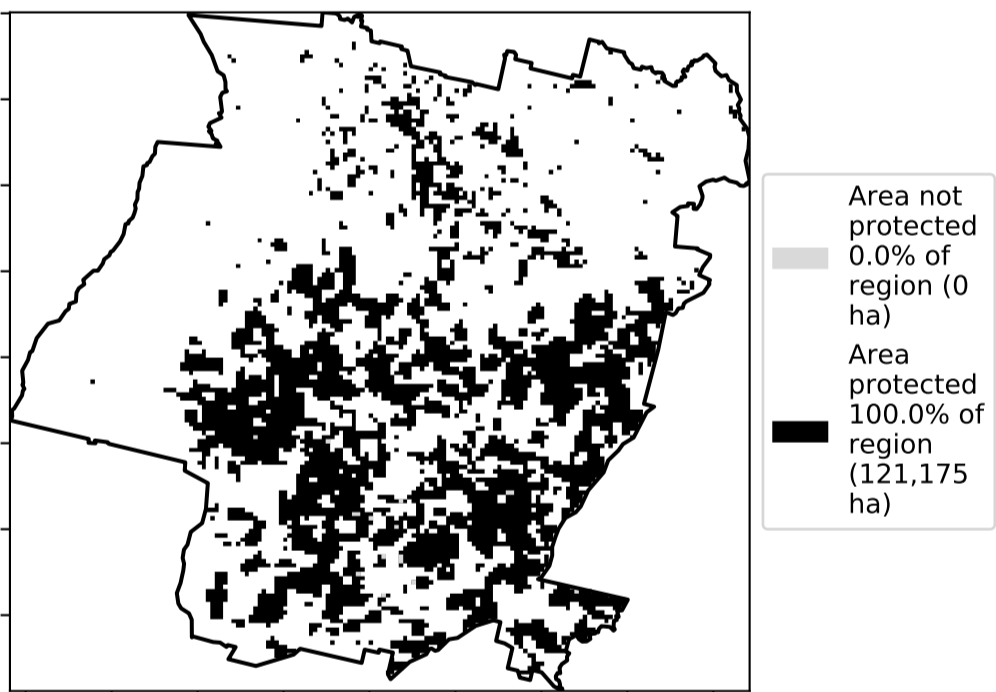 Area not
protected
0.0% of
region (0
ha)
Area
protected
100.0% of
region
(121,175
ha)